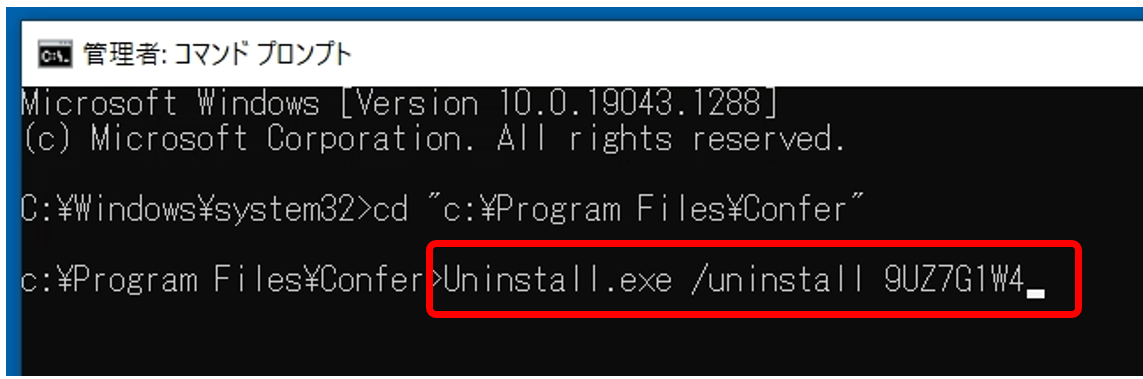 管理者: コマンド プロンプト
Microsoft Windows [Version 10.0.19043.1288]
(c) Microsoft Corporation. All rights reserved.
C:¥Windows¥system32>cd "c:¥Program Files¥Confer"
c:¥Program Files¥Confer>Uninstall.exe /uninstall 9UZ7G1W4